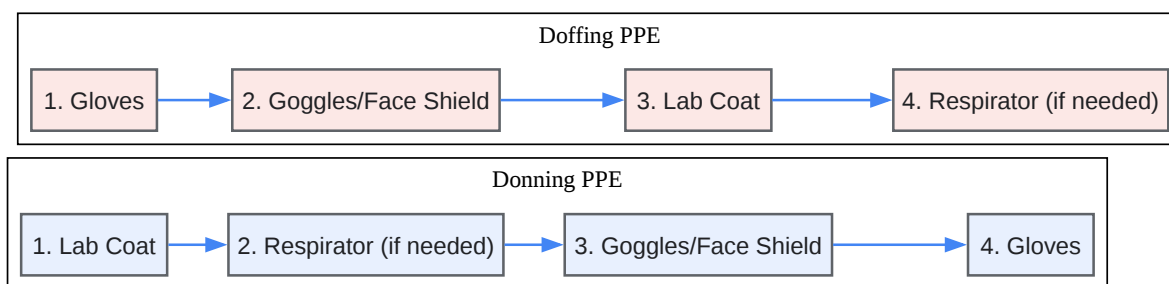 Doffing PPE
1. Gloves
2. Goggles/Face Shield
3. Lab Coat
4. Respirator (if needed)
Donning PPE
1. Lab Coat
2. Respirator (if needed)
3. Goggles/Face Shield
4. Gloves